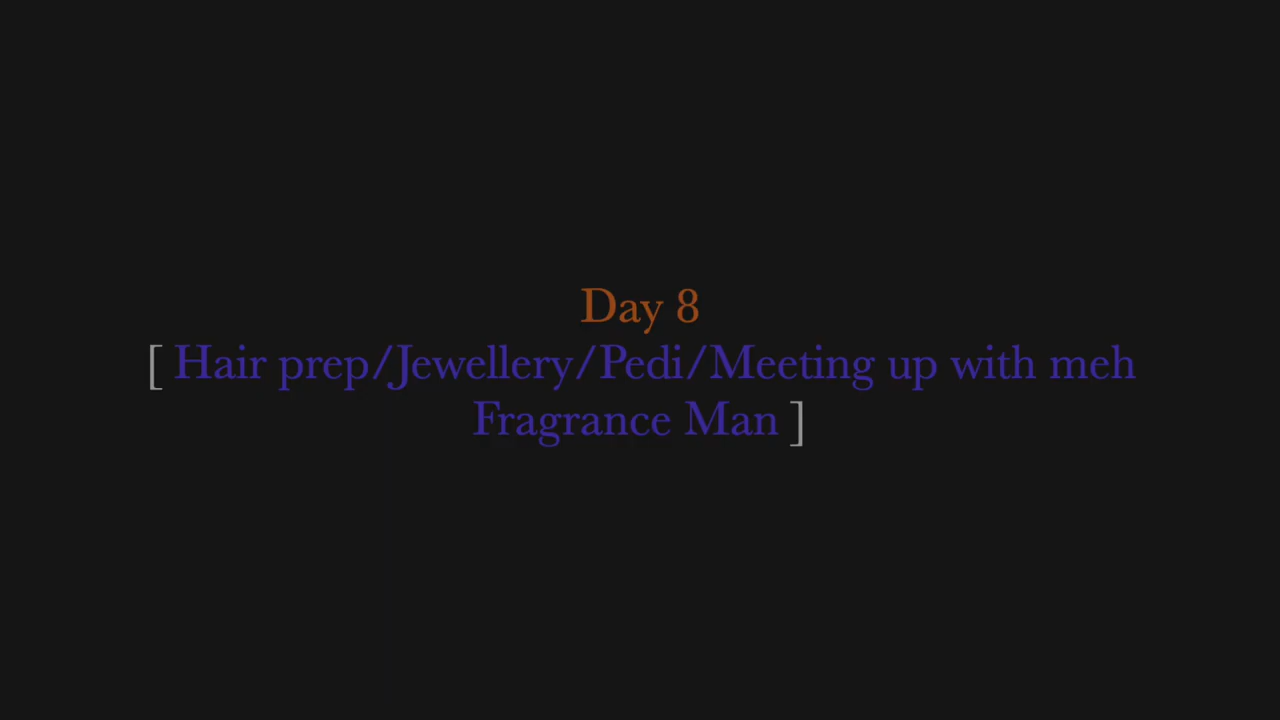 Day 8
[ Hair prep/Jewellery/Pedi/Meeting up with meh
Fragrance Man ]